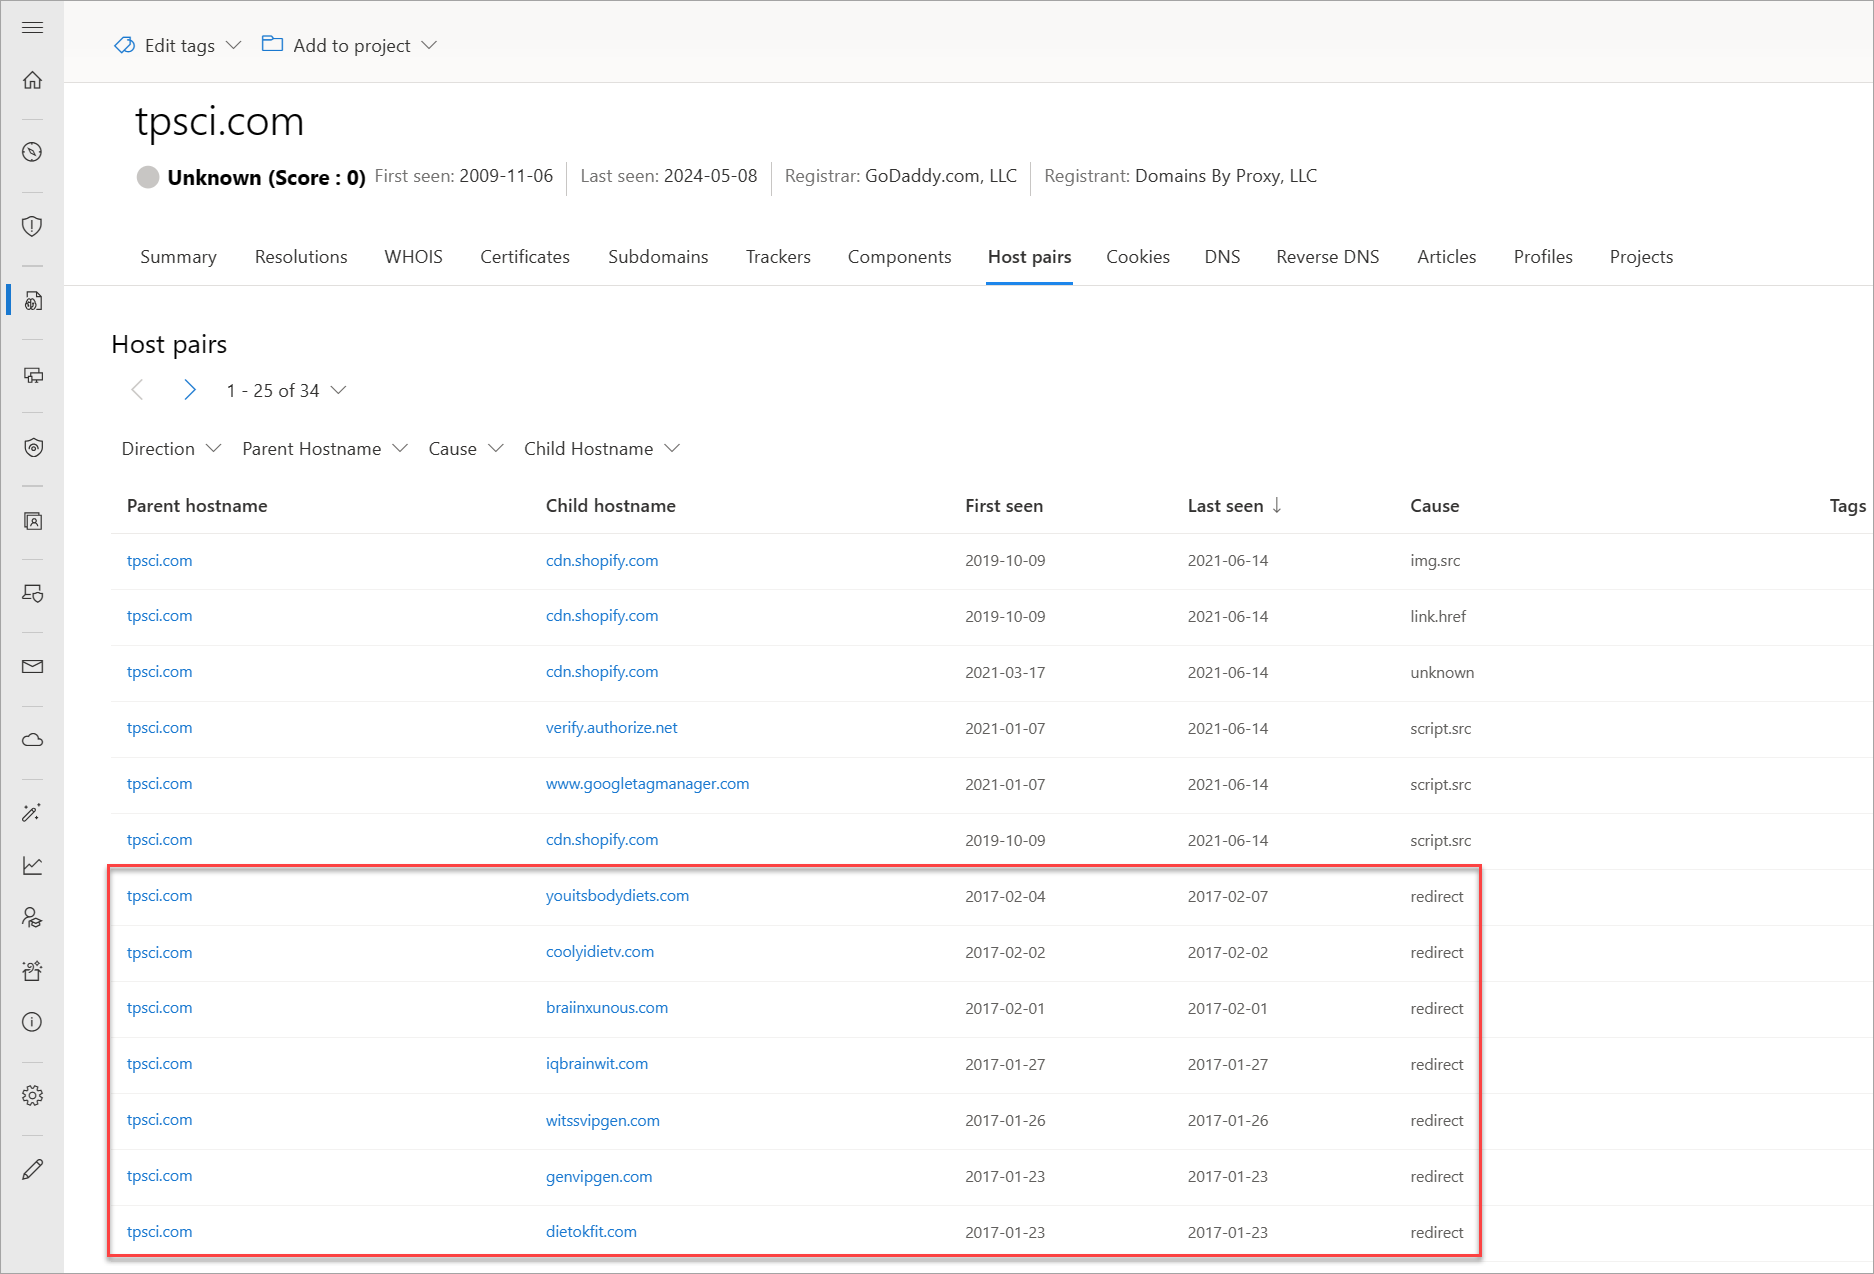 Edit tags Add to project
tpsci.com
Unknown (Score : 0) First seen: 2009-11-06 Last seen: 2024-05-08 Registrar: GoDaddy.com, LLC Registrant: Domains By Proxy, LLC
Summary Resolutions WHOIS Certificates Subdomains Trackers Components Host pairs Cookies DNS Reverse DNS Articles Profiles Projects
Host pairs
1 - 25 of 34
Direction Parent Hostname Cause Child Hostname
Parent hostname Child hostname First seen Last seen ↓ Cause Tags
tpsci.com cdn.shopify.com 2019-10-09 2021-06-14 img.src
tpsci.com cdn.shopify.com 2019-10-09 2021-06-14 link.href
tpsci.com cdn.shopify.com 2021-03-17 2021-06-14 unknown
tpsci.com verify.authorize.net 2021-01-07 2021-06-14 script.src
tpsci.com www.googletagmanager.com 2021-01-07 2021-06-14 script.src
tpsci.com cdn.shopify.com 2019-10-09 2021-06-14 script.src
tpsci.com youitsbodydiets.com 2017-02-04 2017-02-07 redirect
tpsci.com coolyidietv.com 2017-02-02 2017-02-02 redirect
tpsci.com braiinxunous.com 2017-02-01 2017-02-01 redirect
tpsci.com iqbrainwit.com 2017-01-27 2017-01-27 redirect
tpsci.com witssvipgen.com 2017-01-26 2017-01-26 redirect
tpsci.com genvipgen.com 2017-01-23 2017-01-23 redirect
tpsci.com dietokfit.com 2017-01-23 2017-01-23 redirect